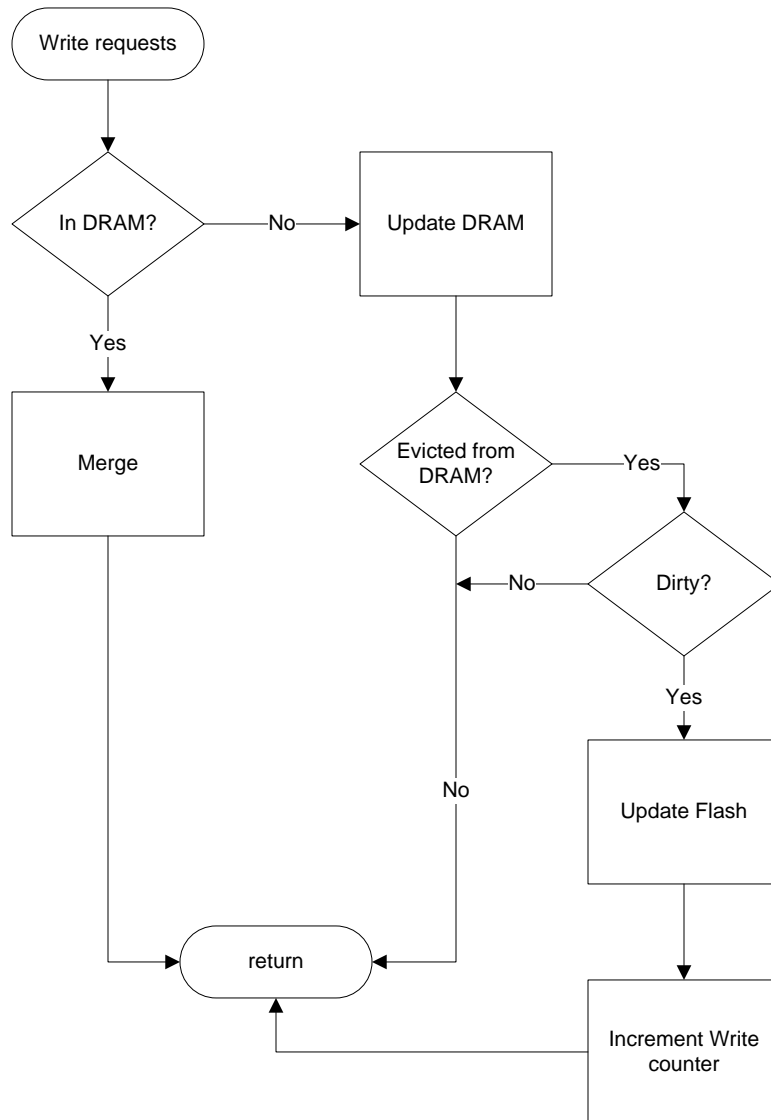 Write requests
In DRAM?
No
Update DRAM
Yes
Merge
Evicted from
DRAM?
Yes
No
Dirty?
Yes
No
Update Flash
return
Increment Write
counter